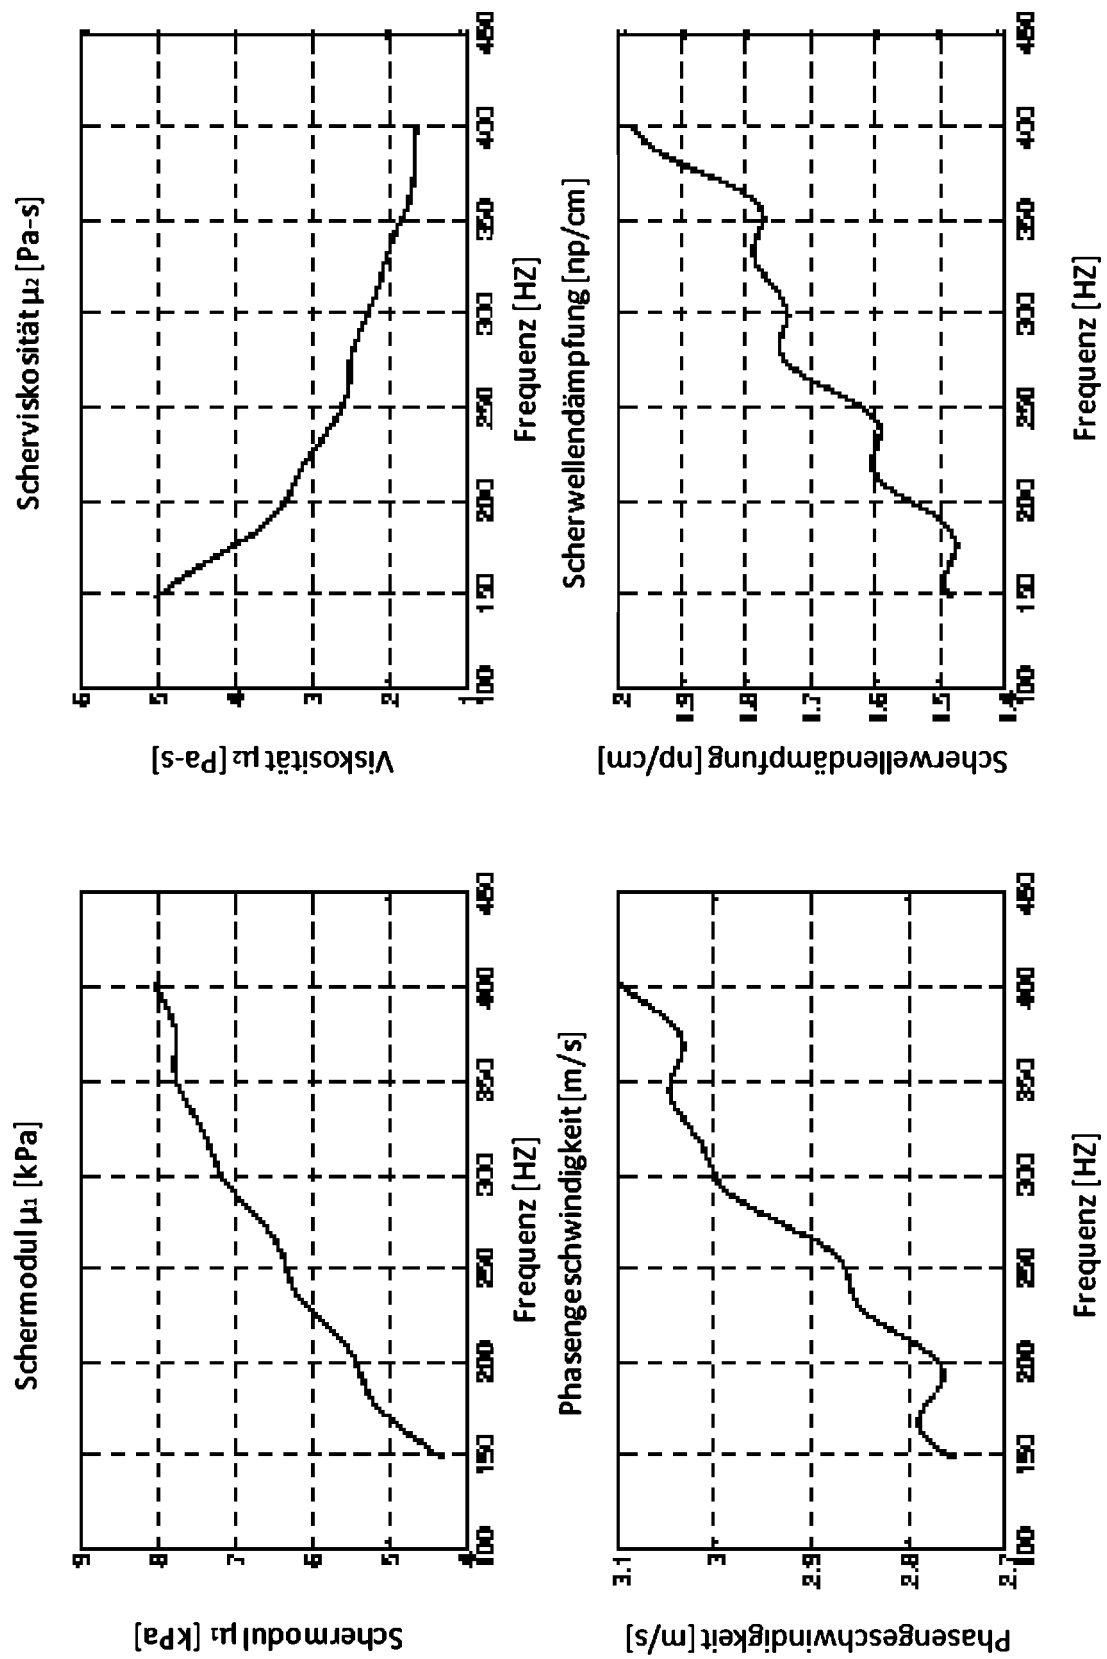 Schermodul μ1 [kPa]
Schermodul μ1 [kPa]
9
8
7
6
5
4
100 150 200 250 300 350 400 450
Frequenz [HZ]
Scherviskosität μ2 [Pa-s]
Viskosität μ2 [Pa-s]
6
5
4
3
2
1
100 150 200 250 300 350 400 450
Frequenz [HZ]
Phasengeschwindigkeit [m/s]
Phasengeschwindigkeit [m/s]
3.1
3
2.9
2.8
2.7
100 150 200 250 300 350 400 450
Frequenz [HZ]
Scherwellendämpfung [np/cm]
Scherwellendämpfung [np/cm]
2
1.9
1.8
1.7
1.6
1.5
1.4
100 150 200 250 300 350 400 450
Frequenz [HZ]